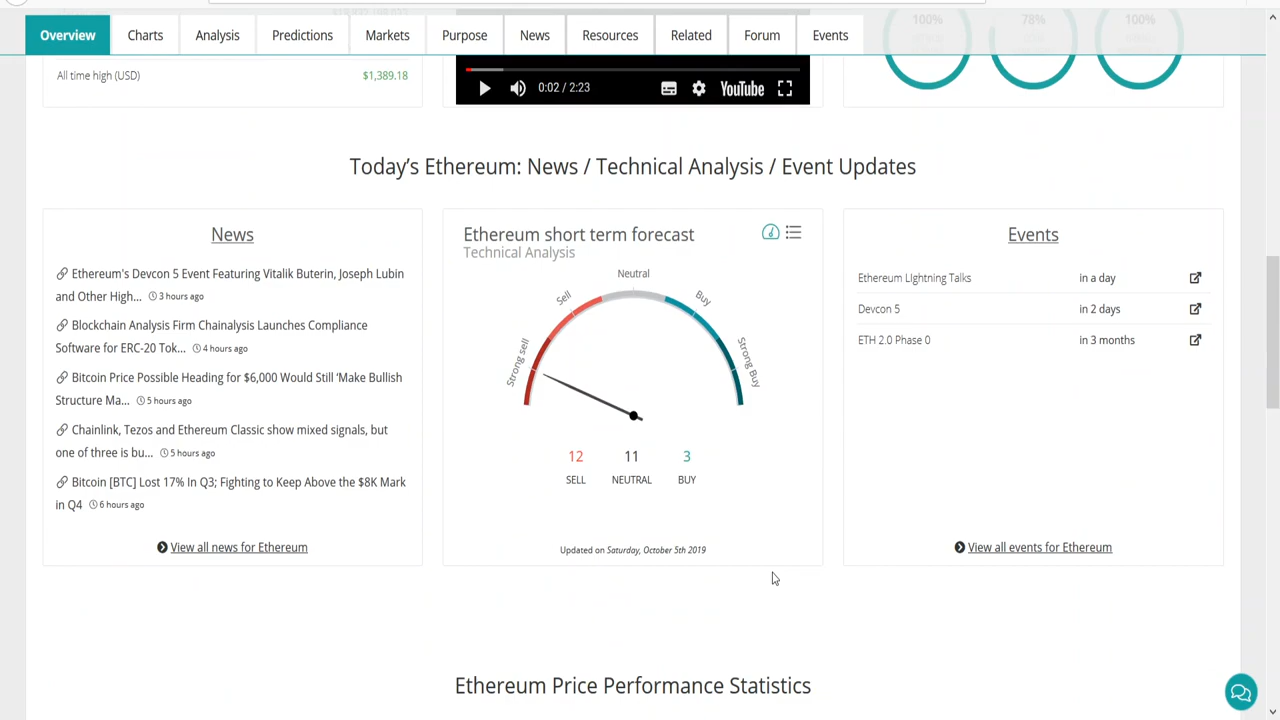 Overview
Charts
Analysis
Predictions
Markets
Purpose
News
Resources
Related
Forum
Events
100%
78%
100%
All time high (USD)
$1,389.18
0:02 / 2:23
YouTube
Today’s Ethereum: News / Technical Analysis / Event Updates
News
Ethereum's Devcon 5 Event Featuring Vitalik Buterin, Joseph Lubin
and Other High... 3 hours ago
Blockchain Analysis Firm Chainalysis Launches Compliance
Software for ERC-20 Tok... 4 hours ago
Bitcoin Price Possible Heading for $6,000 Would Still ‘Make Bullish
Structure Ma... 5 hours ago
Chainlink, Tezos and Ethereum Classic show mixed signals, but
one of three is bu... 5 hours ago
Bitcoin [BTC] Lost 17% In Q3; Fighting to Keep Above the $8K Mark
in Q4 6 hours ago
View all news for Ethereum
Ethereum short term forecast
Technical Analysis
Strong sell
Sell
Neutral
Buy
Strong Buy
12
11
3
SELL
NEUTRAL
BUY
Updated on Saturday, October 5th 2019
Events
Ethereum LIghtning Talks
in a day
Devcon 5
in 2 days
ETH 2.0 Phase 0
in 3 months
View all events for Ethereum
Ethereum Price Performance Statistics